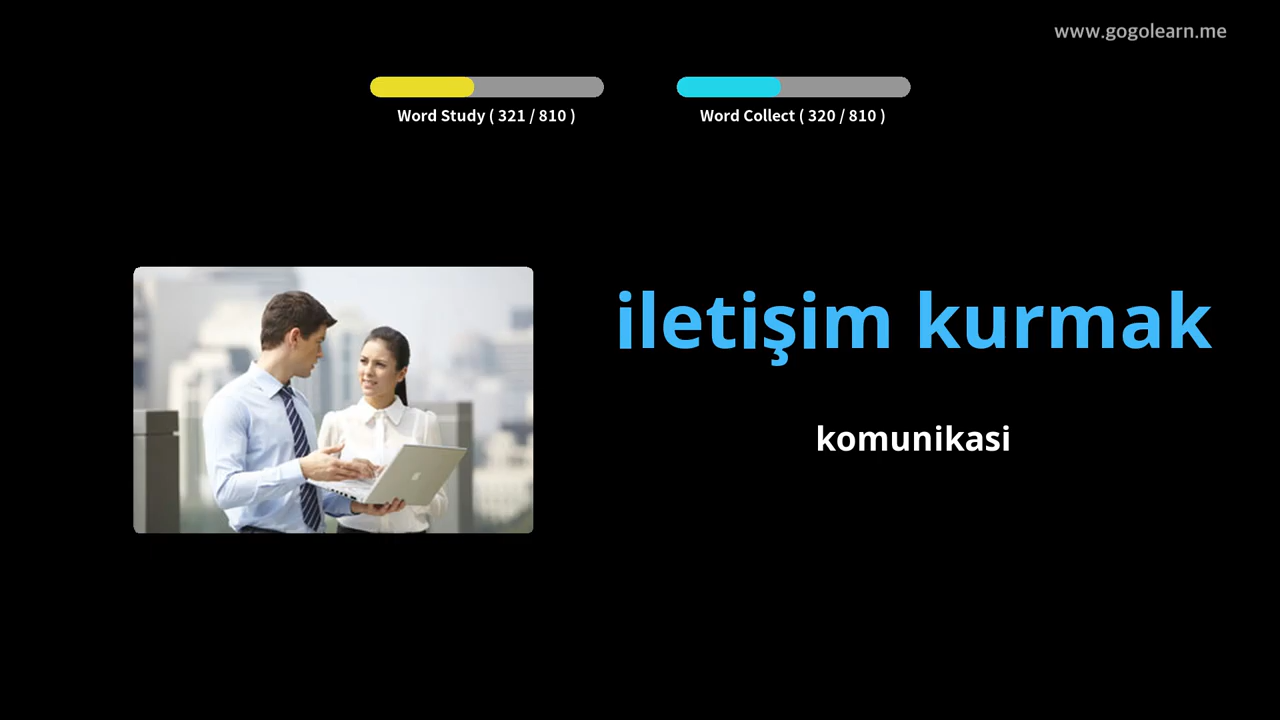 www.gogolearn.me
Word Study ( 321 / 810 )
Word Collect ( 320 / 810 )
iletişim kurmak
komunikasi